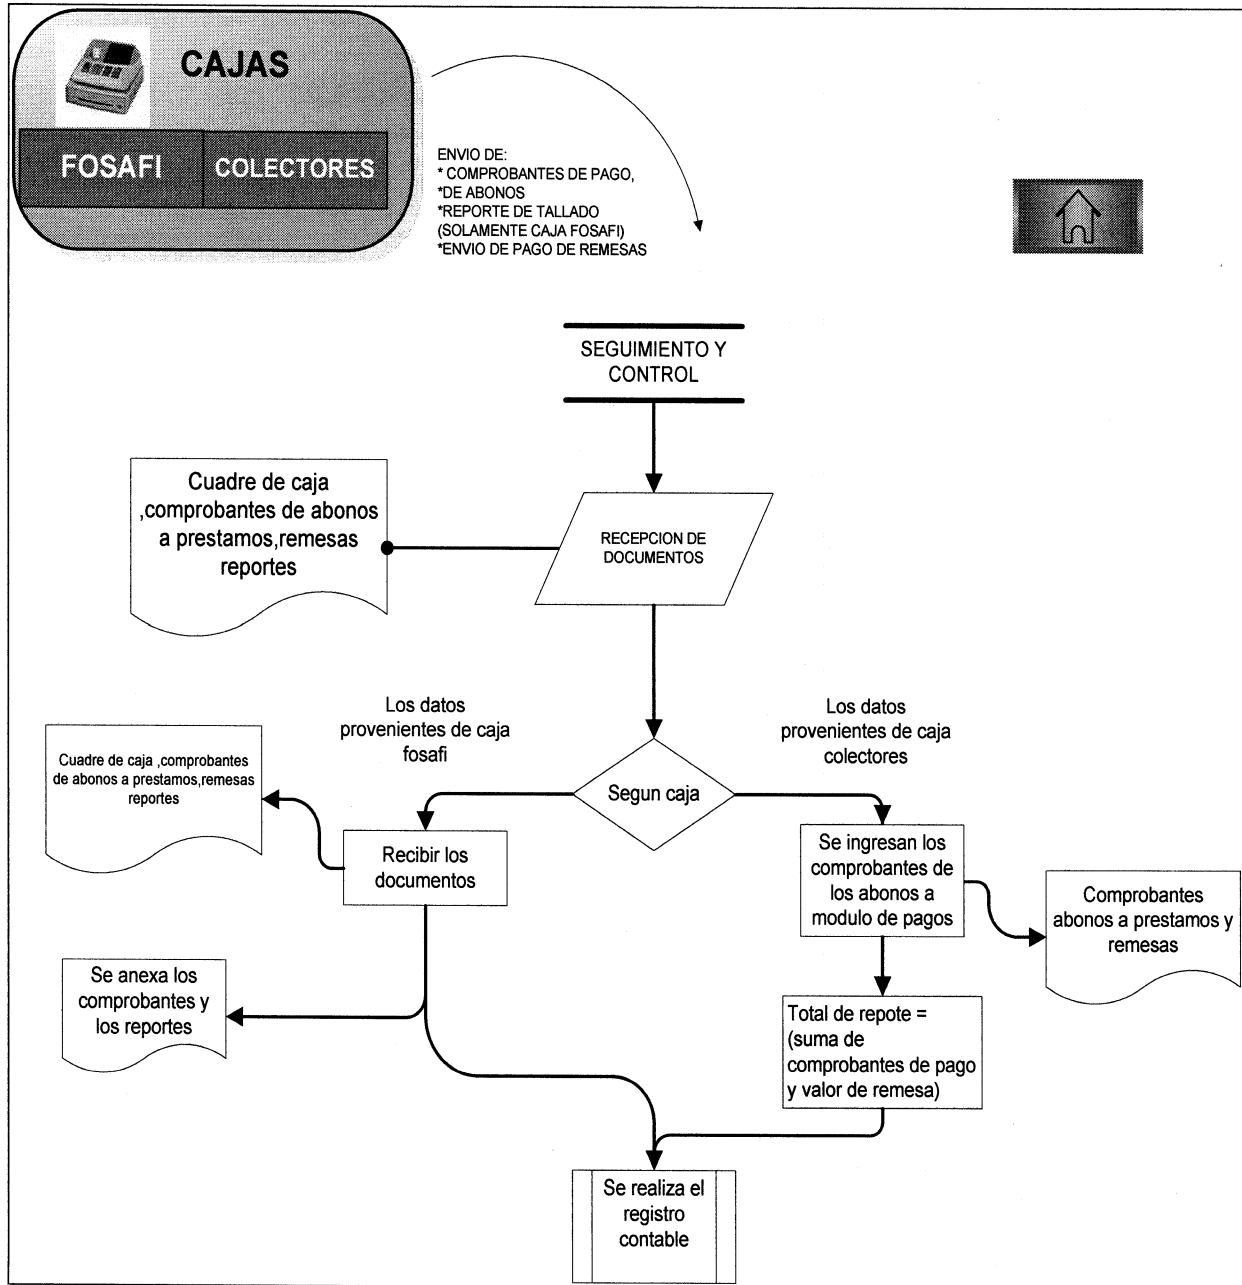 CAJAS
FOSAFI
COLECTORES
ENVIO DE:
* COMPROBANTES DE PAGO,
*DE ABONOS
*REPORTE DE TALLADO
(SOLAMENTE CAJA FOSAFI)
*ENVIO DE PAGO DE REMESAS
SEGUIMIENTO Y
CONTROL
Cuadre de caja
,comprobantes de abonos
a prestamos,remesas
reportes
RECEPCION DE
DOCUMENTOS
Los datos
provenientes de caja
fosafi
Los datos
provenientes de caja
colectores
Cuadre de caja ,comprobantes
de abonos a prestamos,remesas
reportes
Segun caja
Recibir los
documentos
Se ingresan los
comprobantes de
los abonos a
modulo de pagos
Comprobantes
abonos a prestamos y
remesas
Se anexa los
comprobantes y
los reportes
Total de repote =
(suma de
comprobantes de pago
y valor de remesa)
Se realiza el
registro
contable